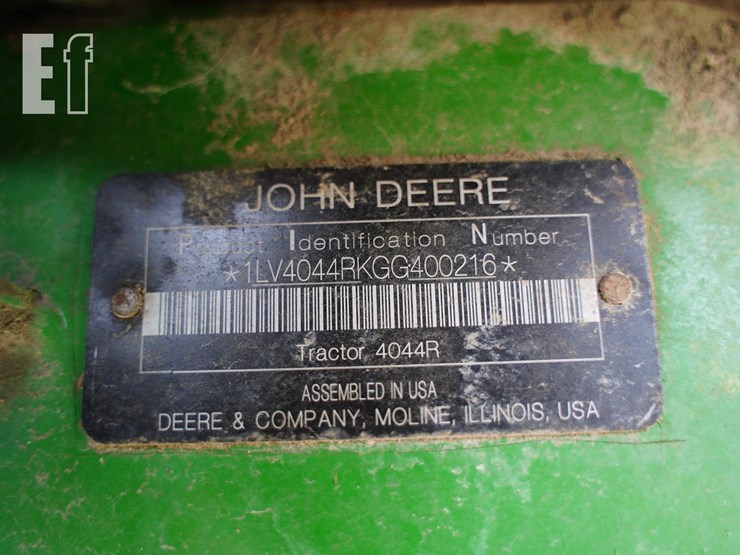 Ef
JOHN DEERE
Product Identification Number
*1LV4044RKGG400216*
Tractor 4044R
ASSEMBLED IN USA
DEERE & COMPANY, MOLINE, ILLINOIS, USA